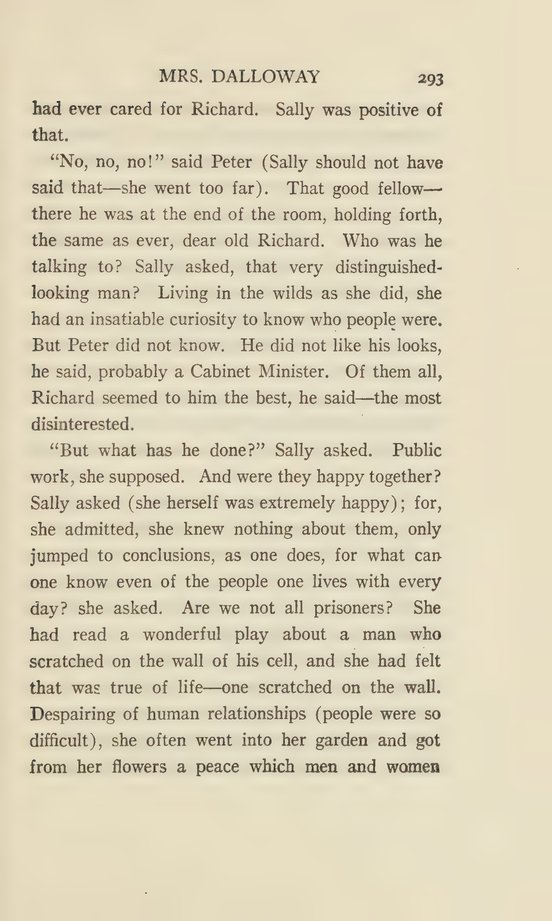 MRS. DALLOWAY 293
had ever cared for Richard. Sally was positive of
that.
"No, no, no!" said Peter (Sally should not have
said that—she went too far). That good fellow—
there he was at the end of the room, holding forth,
the same as ever, dear old Richard. Who was he
talking to? Sally asked, that very distinguished-
looking man? Living in the wilds as she did, she
had an insatiable curiosity to know who people were.
But Peter did not know. He did not like his looks,
he said, probably a Cabinet Minister. Of them all,
Richard seemed to him the best, he said—the most
disinterested.
"But what has he done?" Sally asked. Public
work, she supposed. And were they happy together?
Sally asked (she herself was extremely happy); for,
she admitted, she knew nothing about them, only
jumped to conclusions, as one does, for what can
one know even of the people one lives with every
day? she asked. Are we not all prisoners? She
had read a wonderful play about a man who
scratched on the wall of his cell, and she had felt
that was true of life—one scratched on the wall.
Despairing of human relationships (people were so
difficult), she often went into her garden and got
from her flowers a peace which men and women